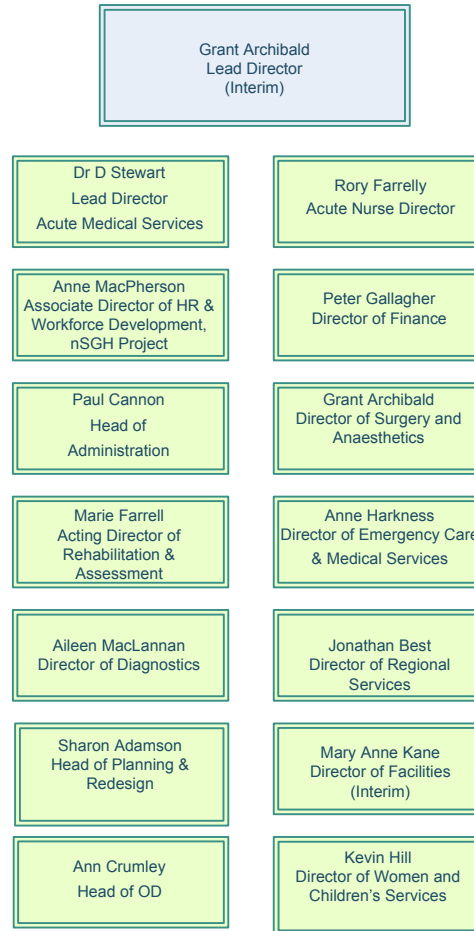 Grant Archibald
Lead Director
(Interim)
Dr D Stewart
Lead Director
Acute Medical Services
Rory Farrelly
Acute Nurse Director
Anne MacPherson
Associate Director of HR &
Workforce Development,
nSGH Project
Peter Gallagher
Director of Finance
Paul Cannon
Head of
Administration
Grant Archibald
Director of Surgery and
Anaesthetics
Marie Farrell
Acting Director of
Rehabilitation &
Assessment
Anne Harkness
Director of Emergency Care
& Medical Services
Aileen MacLannan
Director of Diagnostics
Jonathan Best
Director of Regional
Services
Sharon Adamson
Head of Planning &
Redesign
Mary Anne Kane
Director of Facilities
(Interim)
Ann Crumley
Head of OD
Kevin Hill
Director of Women and
Children’s Services